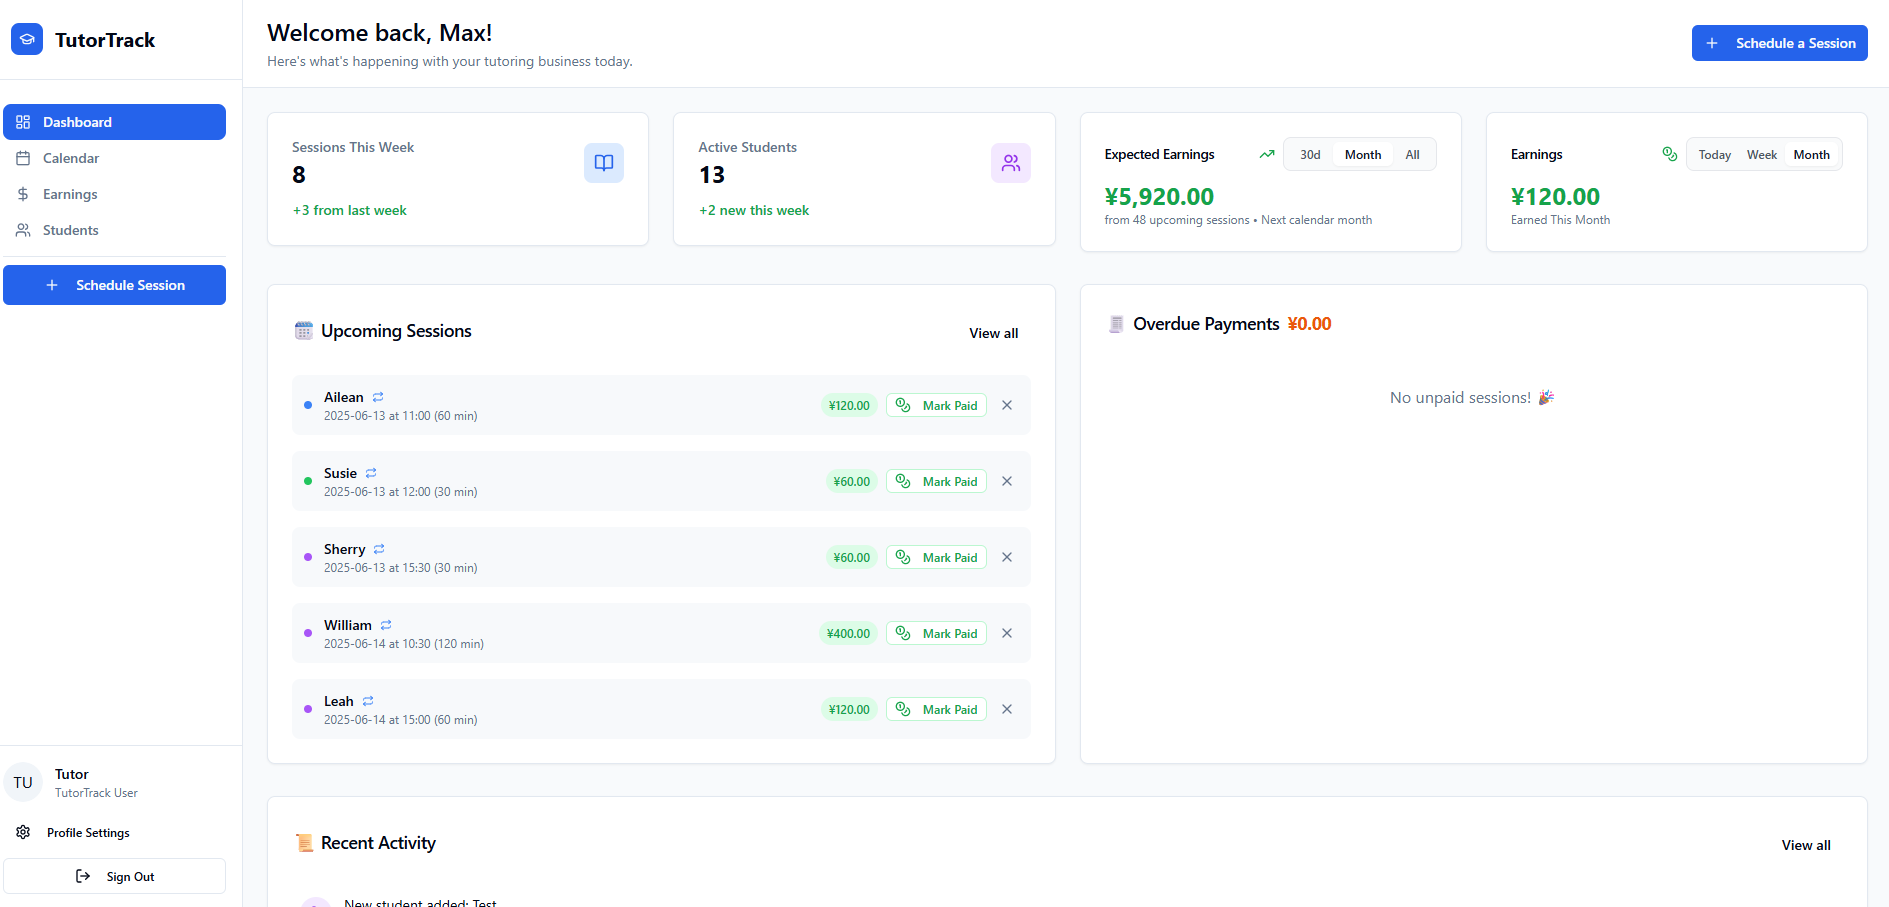 TutorTrack
Dashboard
Calendar
Earnings
Students
Schedule Session
TU
Tutor
TutorTrack User
Profile Settings
Sign Out
Welcome back, Max!
Here's what's happening with your tutoring business today.
Schedule a Session
Sessions This Week
8
+3 from last week
Active Students
13
+2 new this week
Expected Earnings
30d Month All
¥5,920.00
from 48 upcoming sessions • Next calendar month
Earnings
Today Week Month
¥120.00
Earned This Month
Upcoming Sessions
View all
Ailean
2025-06-13 at 11:00 (60 min)
¥120.00 Mark Paid
Susie
2025-06-13 at 12:00 (30 min)
¥60.00 Mark Paid
Sherry
2025-06-13 at 15:30 (30 min)
¥60.00 Mark Paid
William
2025-06-14 at 10:30 (120 min)
¥400.00 Mark Paid
Leah
2025-06-14 at 15:00 (60 min)
¥120.00 Mark Paid
Overdue Payments ¥0.00
No unpaid sessions! 🎉
Recent Activity
View all
New student added: Test